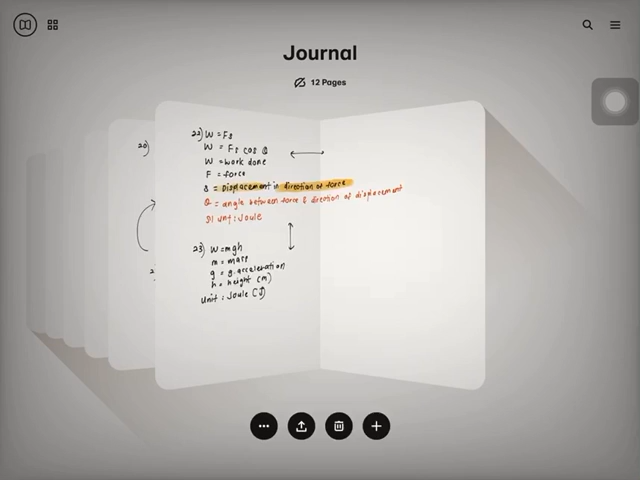 Journal
12 Pages
20)
22) W = Fs
W = Fs cos θ
W = work done
F = force
s = Displacement in direction of force
θ = angle between force & direction of displacement
SI unit : Joule
23) W = mgh
m = mass
g = g. acceleration
h = height (m)
unit : Joule (J)